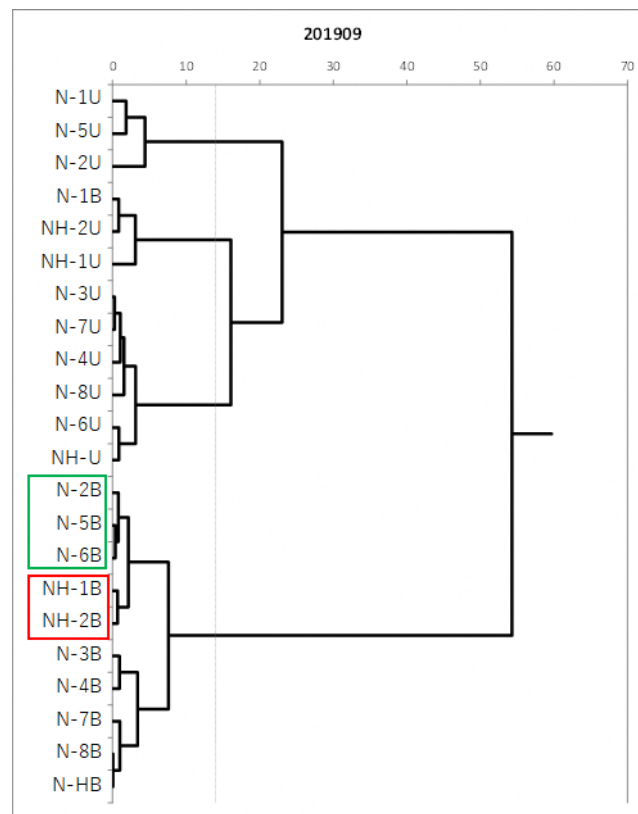 201909
0 10 20 30 40 50 60 70
N-1U
N-5U
N-2U
N-1B
NH-2U
NH-1U
N-3U
N-7U
N-4U
N-8U
N-6U
NH-U
N-2B
N-5B
N-6B
NH-1B
NH-2B
N-3B
N-4B
N-7B
N-8B
N-HB